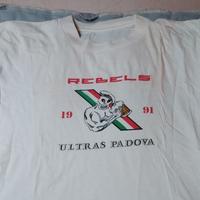 REBELS
19 91
ULTRAS PADOVA